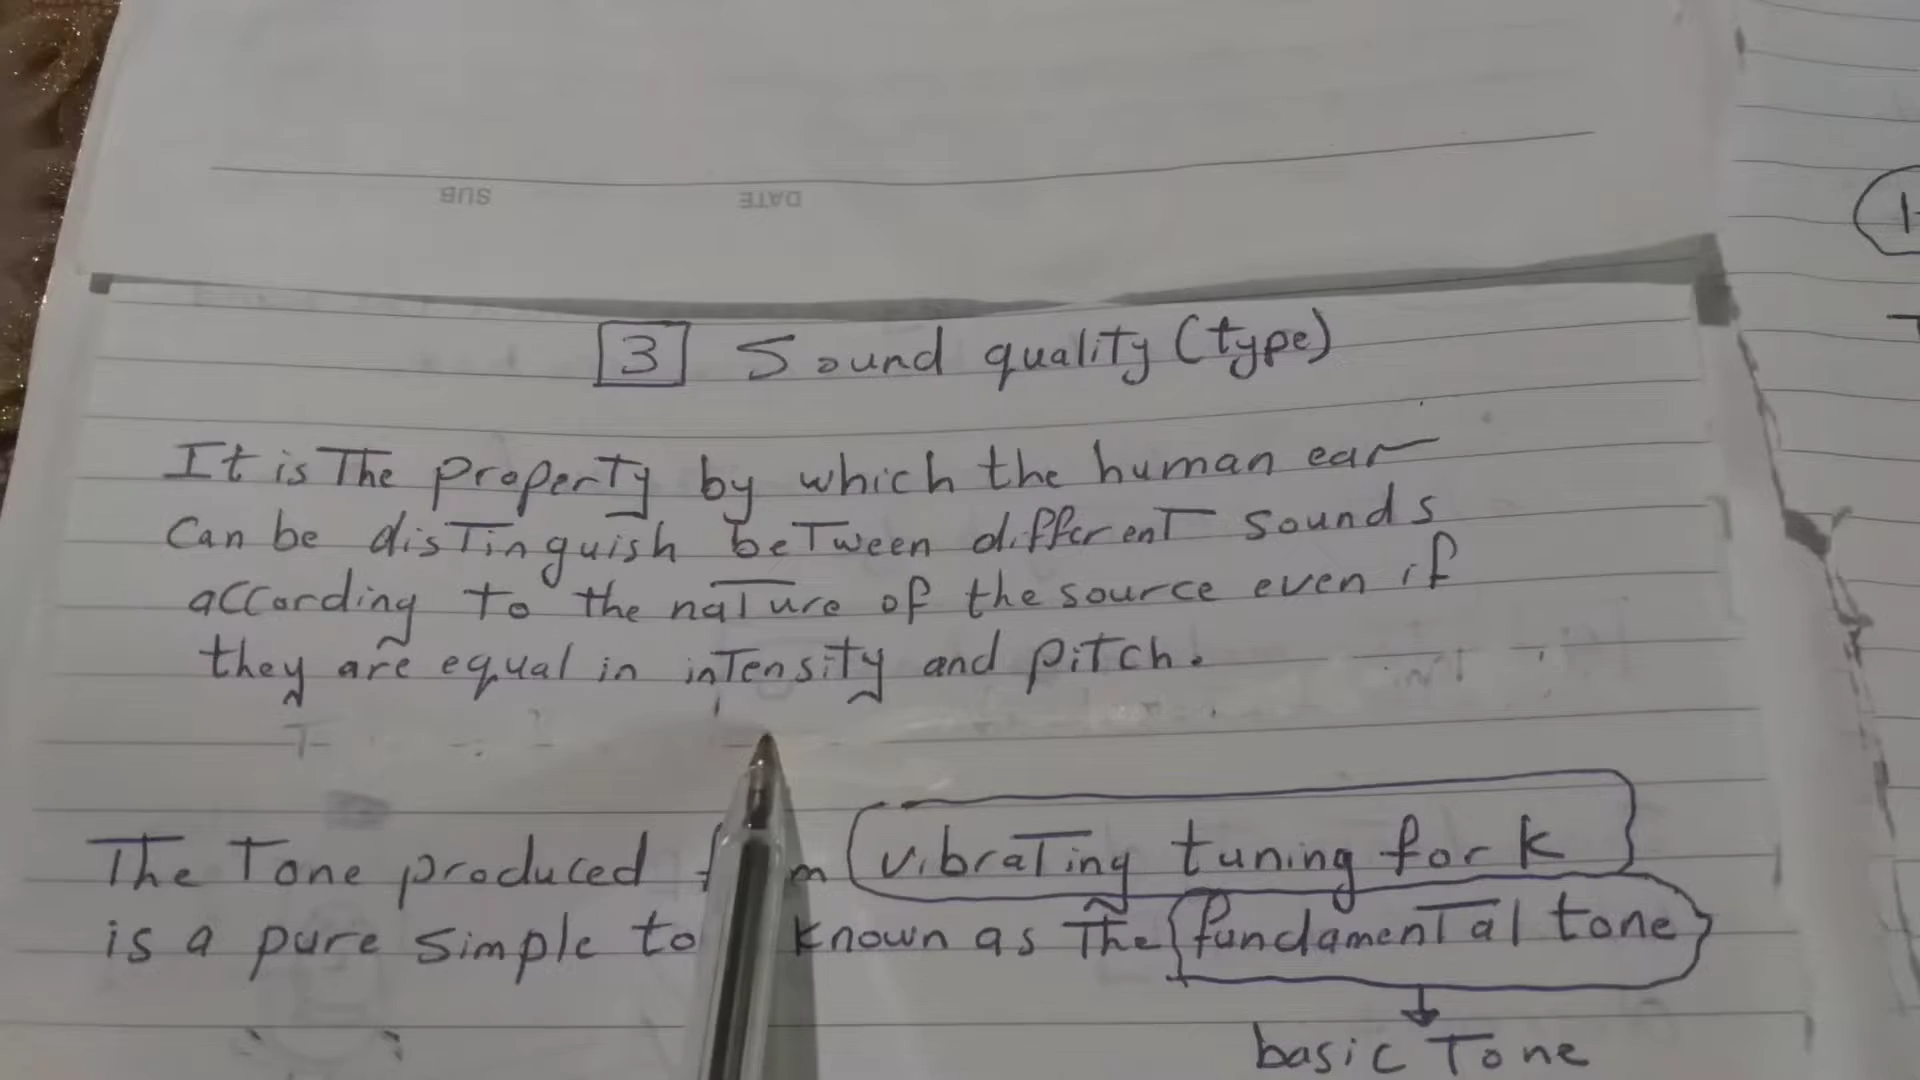 SUB DATE
3 Sound quality (type)
It is The property by which the human ear
Can be disTinguish beTween different sounds
according to the naTure of the source even if
they are equal in inTensity and piTch.
The Tone produced vibraTing tuning fork
is a pure simple known as The fundamenTal tone
basic Tone